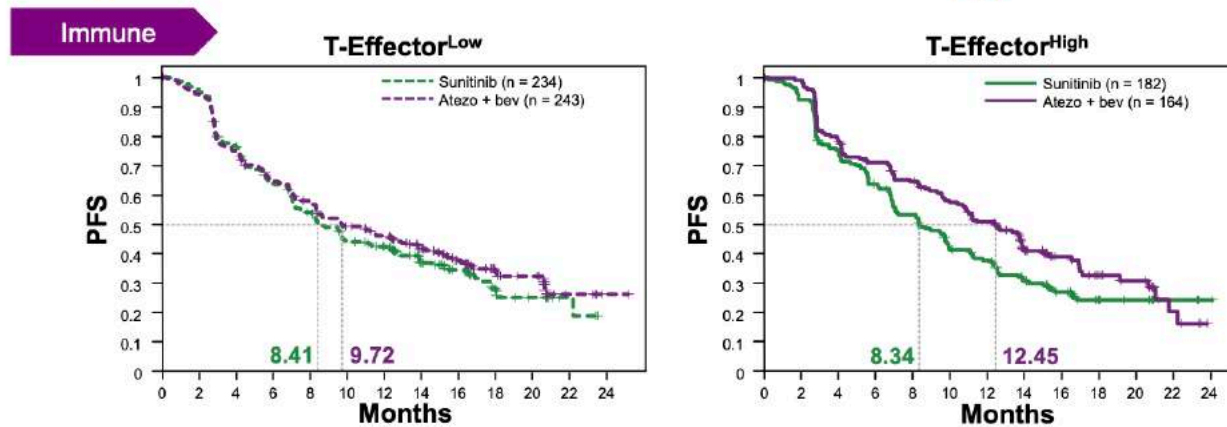 Immune
T-Effector^Low
Sunitinib (n = 234)
Atezo + bev (n = 243)
PFS
1
0.9
0.8
0.7
0.6
0.5
0.4
0.3
0.2
0.1
0
8.41
9.72
0 2 4 6 8 10 12 14 16 18 20 22 24
Months
T-Effector^High
Sunitinib (n = 182)
Atezo + bev (n = 164)
PFS
1
0.9
0.8
0.7
0.6
0.5
0.4
0.3
0.2
0.1
0
8.34
12.45
0 2 4 6 8 10 12 14 16 18 20 22 24
Months